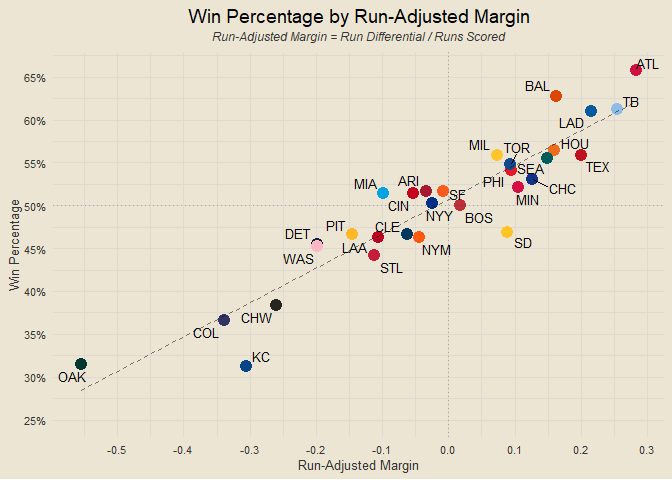 Win Percentage by Run-Adjusted Margin
Run-Adjusted Margin = Run Differential / Runs Scored
ATL
65%
BAL
TB
LAD
60%
MIL
TOR
HOU
55%
SEA
TEX
PHI
CHC
MIA
ARI
SF
MIN
CIN
50%
NYY
BOS
PIT
CLE
DET
SD
45%
LAA
NYM
WAS
STL
40%
CHW
COL
35%
KC
OAK
30%
25%
Win Percentage
-0.5
-0.4
-0.3
-0.2
-0.1
0.0
0.1
0.2
0.3
Run-Adjusted Margin